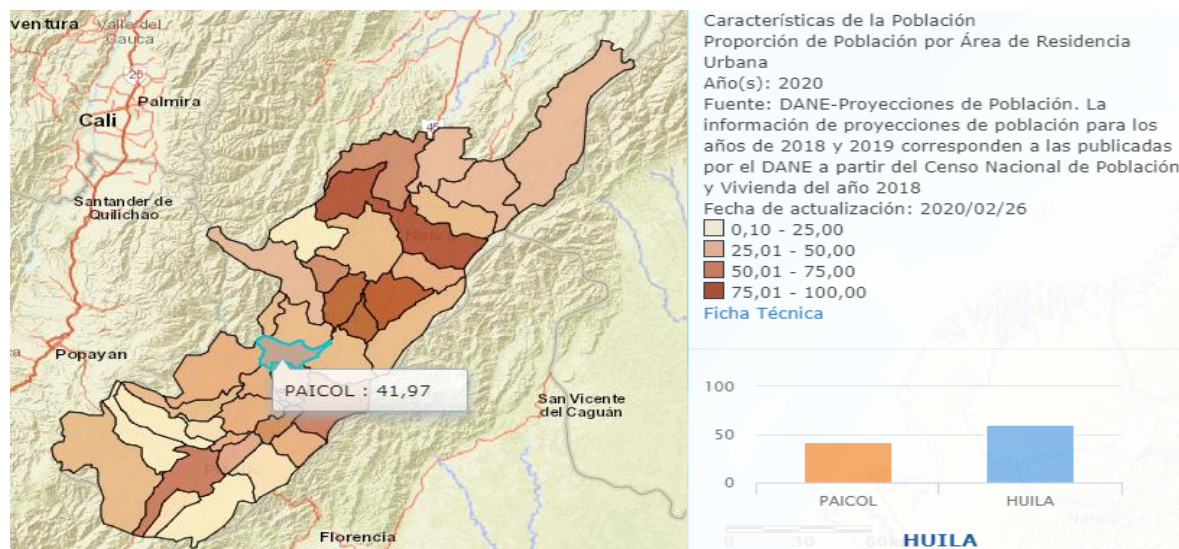 ventura
Valle del
Cauca
25
Palmira
Cali
45
Santander de
Quilichao
Neiva
Popayan
PAICOL : 41,97
San Vicente
del Caguán
Florencia
Características de la Población
Proporción de Población por Área de Residencia
Urbana
Año(s): 2020
Fuente: DANE-Proyecciones de Población. La
información de proyecciones de población para los
años de 2018 y 2019 corresponden a las publicadas
por el DANE a partir del Censo Nacional de Población
y Vivienda del año 2018
Fecha de actualización: 2020/02/26
0,10 - 25,00
25,01 - 50,00
50,01 - 75,00
75,01 - 100,00
Ficha Técnica
100
50
0
PAICOL
HUILA
Nariño
0 30 60km
HUILA